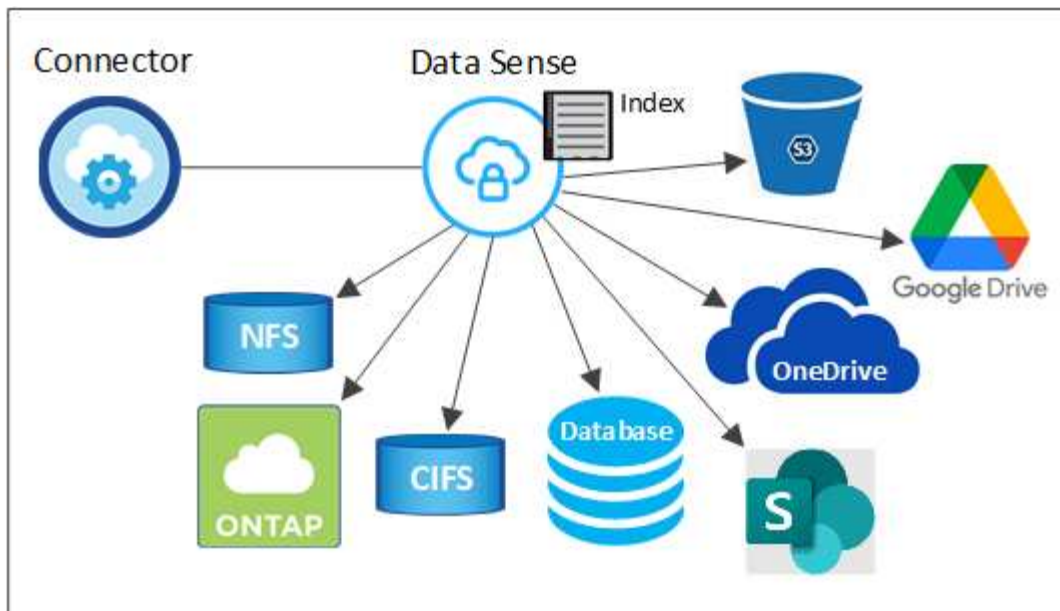 Connector
Data Sense
Index
S3
Google Drive
NFS
OneDrive
Database
CIFS
ONTAP
S